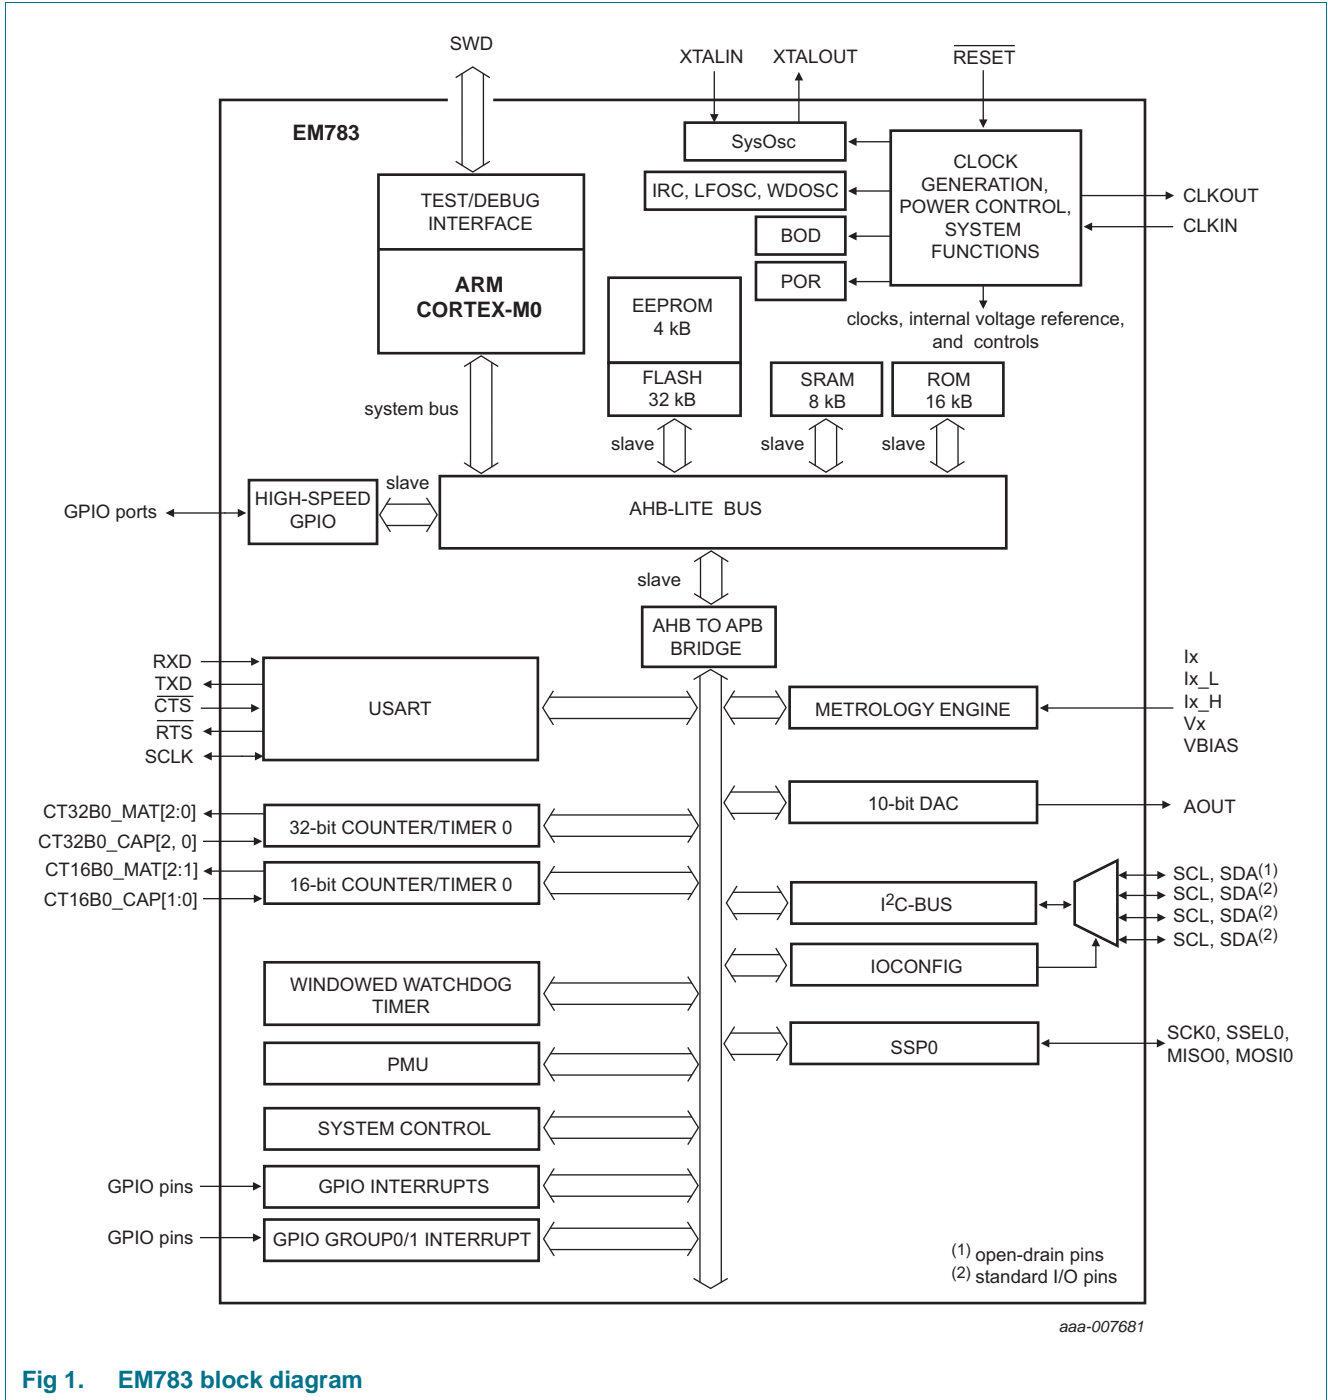 SWD
XTALIN XTALOUT
RESET
EM783
SysOsc
IRC, LFOSC, WDOSC
BOD
POR
CLOCK
GENERATION,
POWER CONTROL,
SYSTEM
FUNCTIONS
CLKOUT
CLKIN
TEST/DEBUG
INTERFACE
ARM
CORTEX-M0
EEPROM
4 kB
FLASH
32 kB
clocks, internal voltage reference,
and controls
SRAM
8 kB
ROM
16 kB
system bus
slave
slave
slave
slave
GPIO ports
HIGH-SPEED
GPIO
AHB-LITE BUS
slave
AHB TO APB
BRIDGE
RXD
TXD
CTS
RTS
SCLK
USART
METROLOGY ENGINE
Ix
Ix_L
Ix_H
Vx
VBIAS
CT32B0_MAT[2:0]
CT32B0_CAP[2, 0]
32-bit COUNTER/TIMER 0
10-bit DAC
AOUT
CT16B0_MAT[2:1]
CT16B0_CAP[1:0]
16-bit COUNTER/TIMER 0
I2C-BUS
SCL, SDA(1)
SCL, SDA(2)
SCL, SDA(2)
SCL, SDA(2)
IOCONFIG
WINDOWED WATCHDOG
TIMER
SSP0
SCK0, SSEL0,
MISO0, MOSI0
PMU
SYSTEM CONTROL
GPIO pins
GPIO INTERRUPTS
GPIO pins
GPIO GROUP0/1 INTERRUPT
(1) open-drain pins
(2) standard I/O pins
aaa-007681
Fig 1. EM783 block diagram